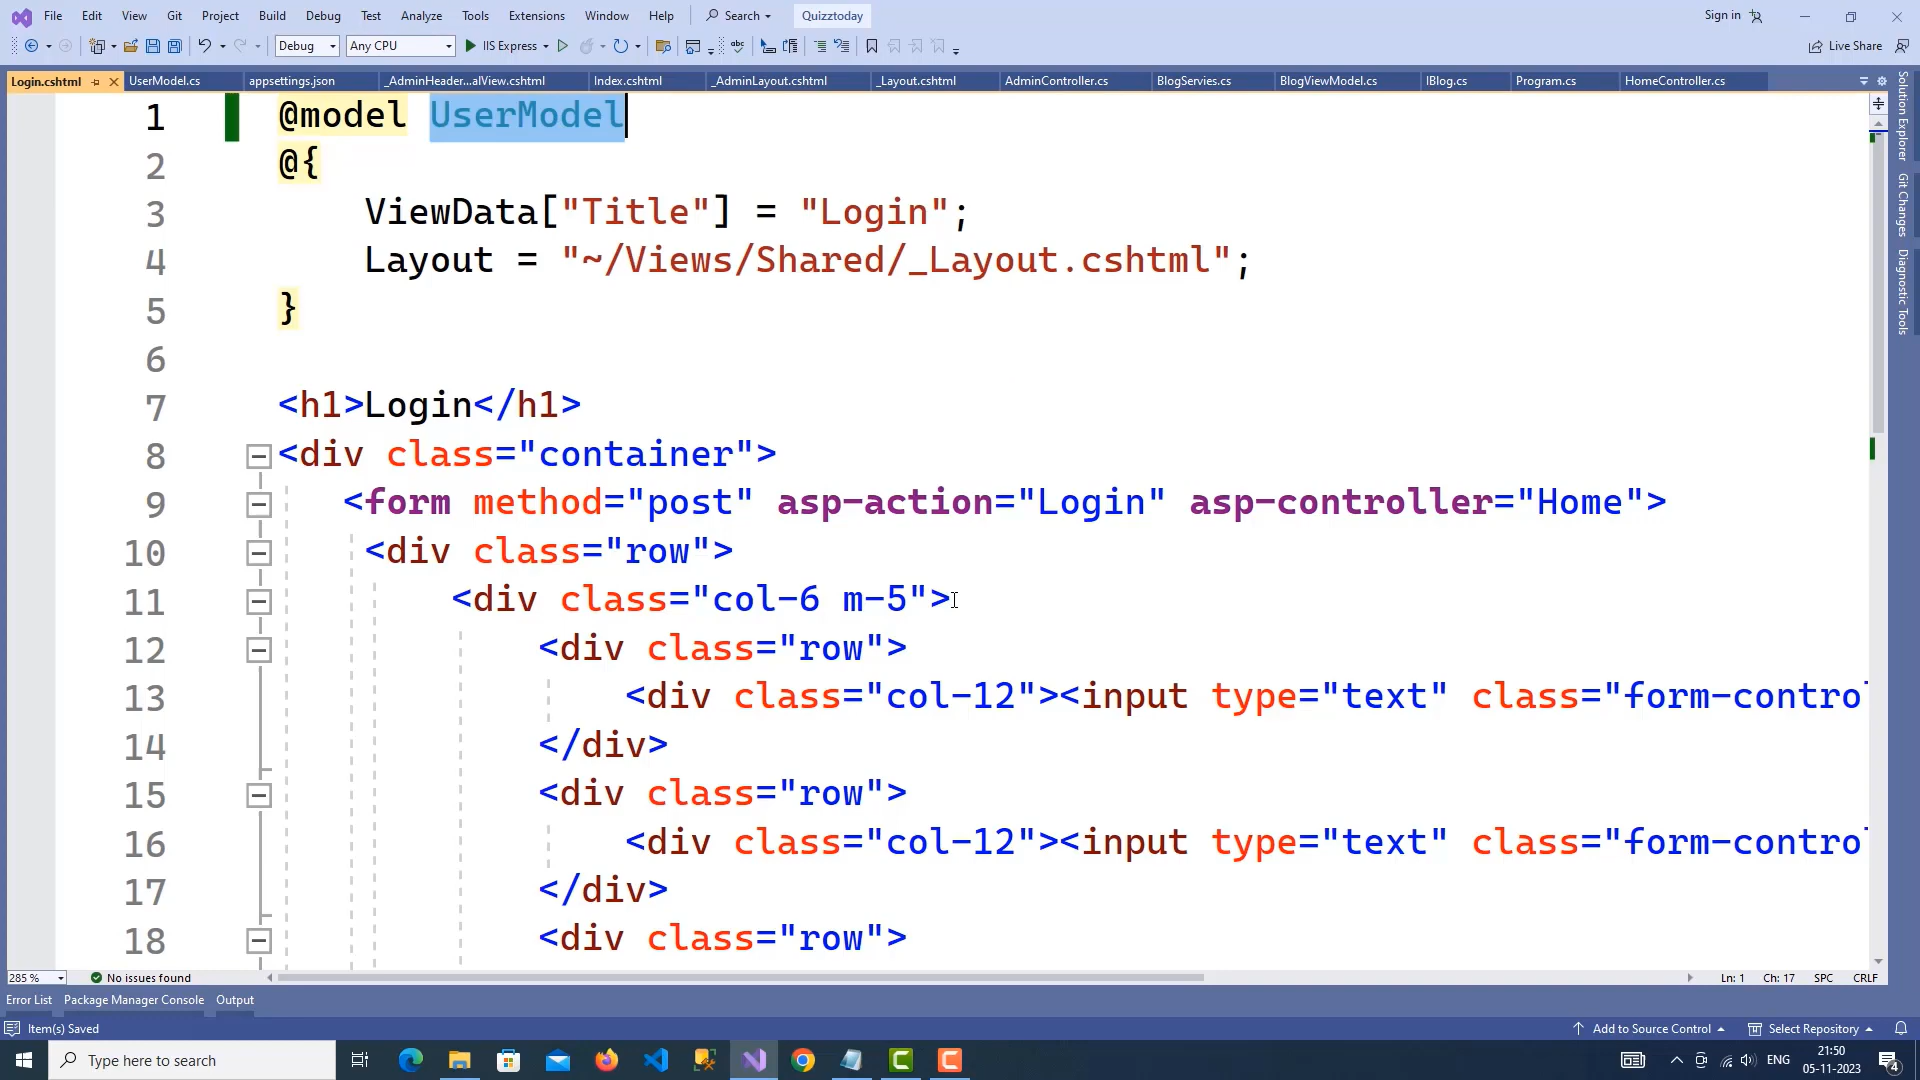 File Edit View Git Project Build Debug Test Analyze Tools Extensions Window Help Search Quizztoday Sign in
Debug Any CPU IIS Express Live Share
Login.cshtml UserModel.cs appsettings.json _AdminHeader...alView.cshtml Index.cshtml _AdminLayout.cshtml _Layout.cshtml AdminController.cs BlogServies.cs BlogViewModel.cs IBlog.cs Program.cs HomeController.cs
1 @model UserModel
2 @{
3 ViewData["Title"] = "Login";
4 Layout = "~/Views/Shared/_Layout.cshtml";
5 }
6
7 <h1>Login</h1>
8 <div class="container">
9 <form method="post" asp-action="Login" asp-controller="Home">
10 <div class="row">
11 <div class="col-6 m-5">
12 <div class="row">
13 <div class="col-12"><input type="text" class="form-contro
14 </div>
15 <div class="row">
16 <div class="col-12"><input type="text" class="form-contro
17 </div>
18 <div class="row">
Solution Explorer
Git Changes
Diagnostic Tools
285 % No issues found Ln: 1 Ch: 17 SPC CRLF
Error List Package Manager Console Output
Item(s) Saved Add to Source Control Select Repository
Type here to search ENG 21:50
05-11-2023
4